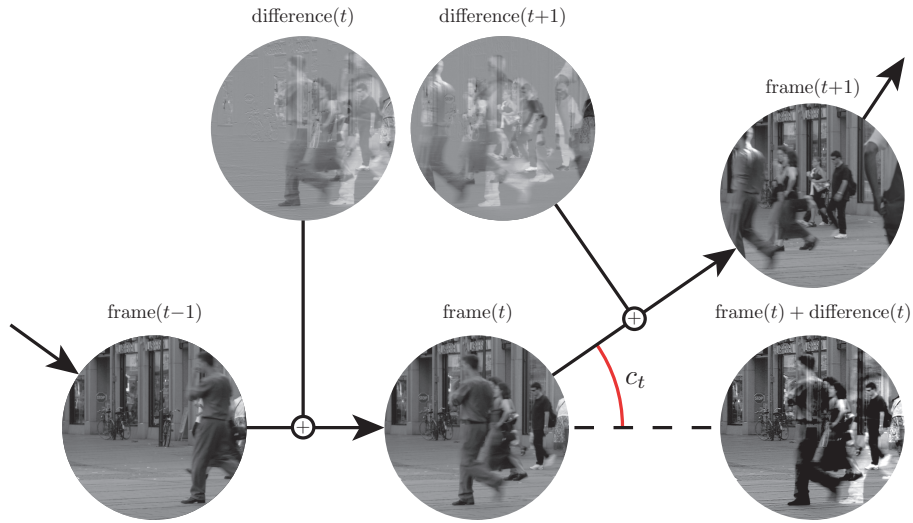 difference(t)
difference(t+1)
frame(t+1)
frame(t−1)
frame(t)
frame(t) + difference(t)
+
+
c_t